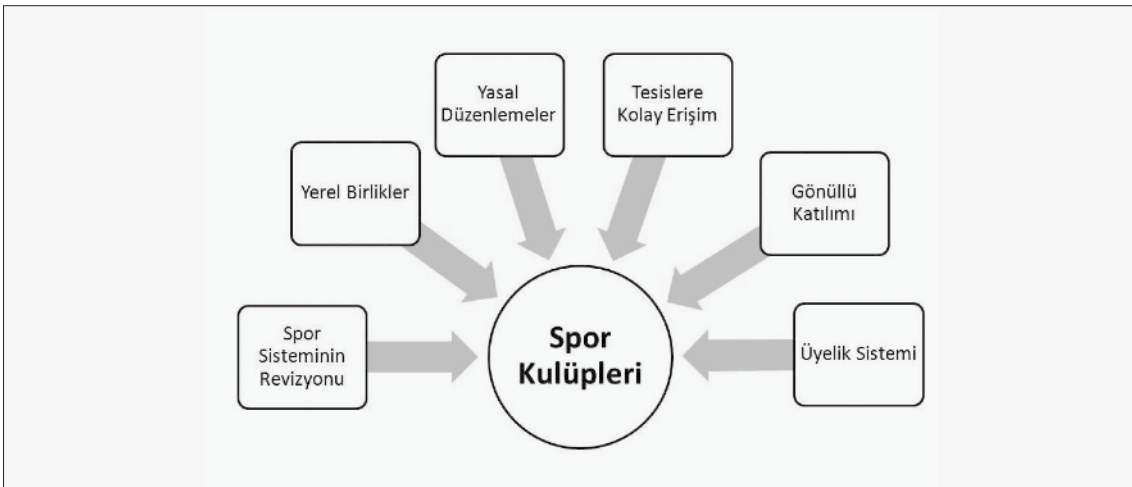 Yasal
Düzenlemeler
Tesislere
Kolay Erişim
Yerel Birlikler
Gönüllü
Katılımı
Spor
Sisteminin
Revizyonu
Spor
Kulüpleri
Üyelik Sistemi